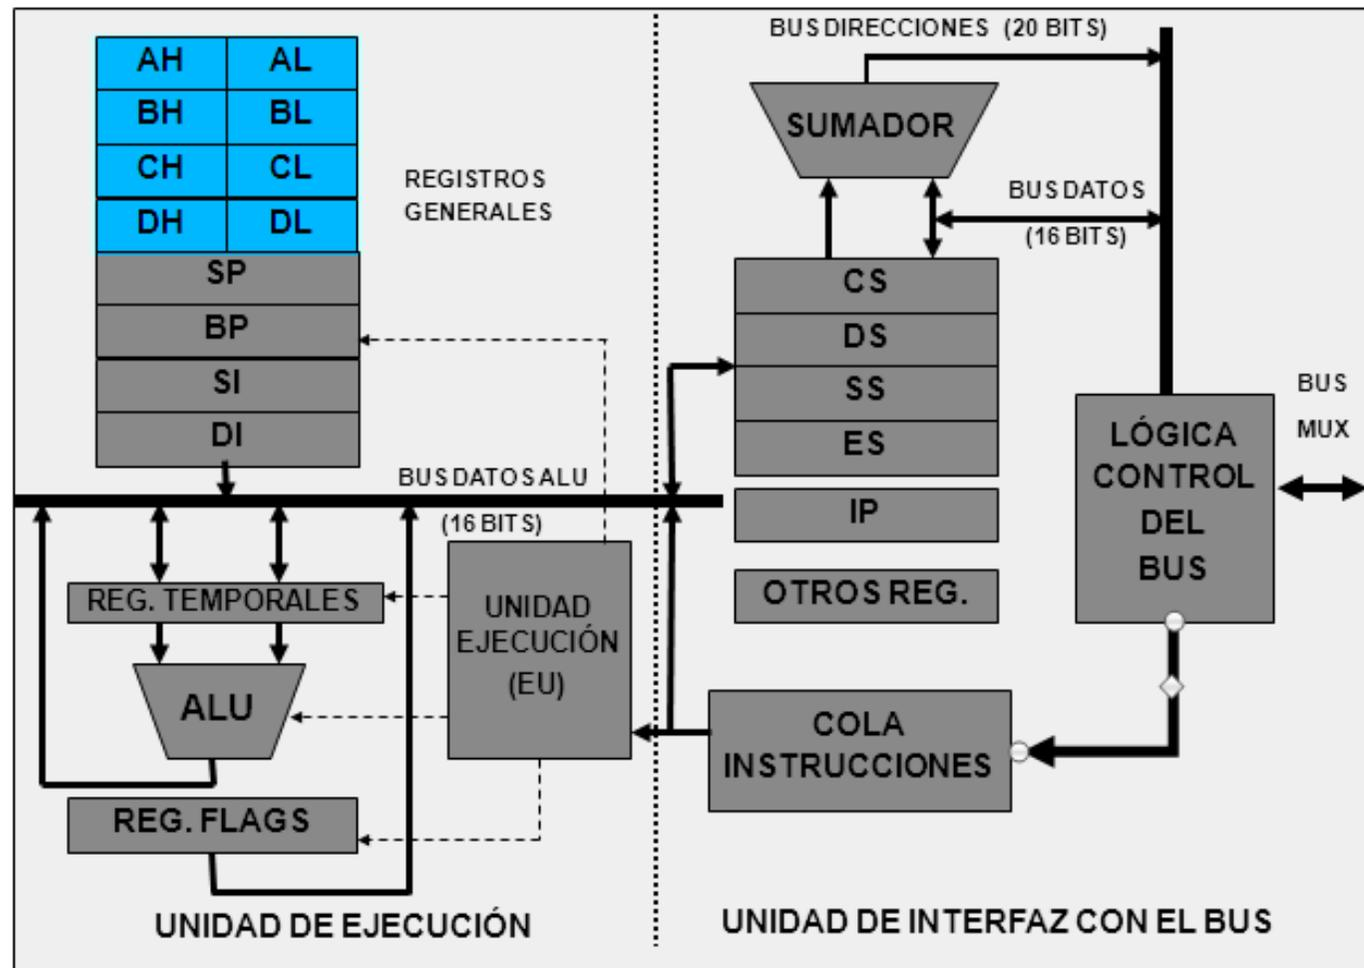 AH AL
BH BL
CH CL
DH DL
SP
BP
SI
DI
REGISTROS
GENERALES
BUS DATOS ALU
(16 BITS)
REG. TEMPORALES
ALU
REG. FLAGS
UNIDAD
EJECUCIÓN
(EU)
UNIDAD DE EJECUCIÓN
BUS DIRECCIONES (20 BITS)
SUMADOR
BUS DATOS
(16 BITS)
CS
DS
SS
ES
IP
OTROS REG.
LÓGICA
CONTROL
DEL
BUS
BUS
MUX
COLA
INSTRUCCIONES
UNIDAD DE INTERFAZ CON EL BUS